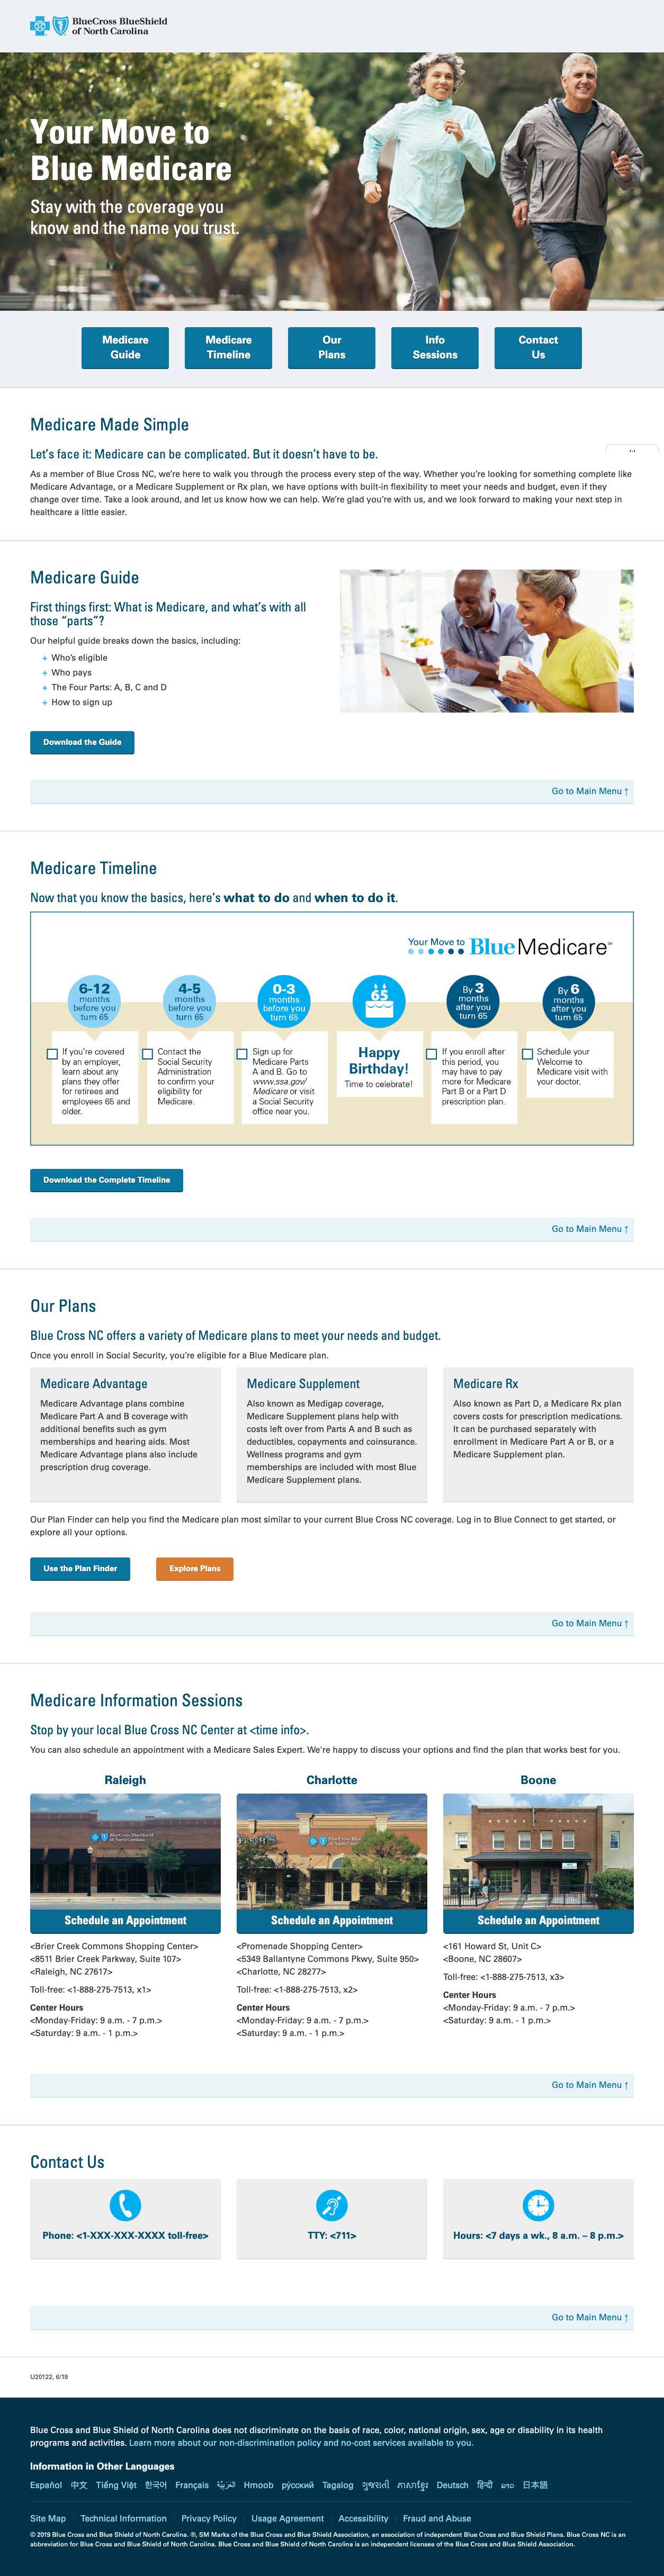 BlueCross BlueShield
of North Carolina
Your Move to
Blue Medicare
Stay with the coverage you
know and the name you trust.
Medicare
Guide
Medicare
Timeline
Our
Plans
Info
Sessions
Contact
Us
Medicare Made Simple
Let's face it: Medicare can be complicated. But it doesn't have to be.
As a member of Blue Cross NC, we're here to walk you through the process every step of the way. Whether you're looking for something complete like
Medicare Advantage, or a Medicare Supplement or Rx plan, we have options with built-in flexibility to meet your needs and budget, even if they
change over time. Take a look around, and let us know how we can help. We're glad you're with us, and we look forward to making your next step in
healthcare a little easier.
Medicare Guide
First things first: What is Medicare, and what's with all
those "parts"?
Our helpful guide breaks down the basics, including:
+ Who's eligible
+ Who pays
+ The Four Parts: A, B, C and D
+ How to sign up
Download the Guide
Go to Main Menu ↑
Medicare Timeline
Now that you know the basics, here's what to do and when to do it.
Your Move to
Blue Medicare℠
6-12
months
before you
turn 65
If you're covered
by an employer,
learn about any
plans they offer
for retirees and
employees 65 and
older.
4-5
months
before you
turn 65
Contact the
Social Security
Administration
to confirm your
eligibility for
Medicare.
0-3
months
before you
turn 65
Sign up for
Medicare Parts
A and B. Go to
www.ssa.gov/
Medicare or visit
a Social Security
office near you.
65
Happy
Birthday!
Time to celebrate!
By 3
months
after you
turn 65
If you enroll after
this period, you
may have to pay
more for Medicare
Part B or a Part D
prescription plan.
By 6
months
after you
turn 65
Schedule your
Welcome to
Medicare visit with
your doctor.
Download the Complete Timeline
Go to Main Menu ↑
Our Plans
Blue Cross NC offers a variety of Medicare plans to meet your needs and budget.
Once you enroll in Social Security, you're eligible for a Blue Medicare plan.
Medicare Advantage
Medicare Advantage plans combine
Medicare Part A and B coverage with
additional benefits such as gym
memberships and hearing aids. Most
Medicare Advantage plans also include
prescription drug coverage.
Medicare Supplement
Also known as Medigap coverage,
Medicare Supplement plans help with
costs left over from Parts A and B such as
deductibles, copayments and coinsurance.
Wellness programs and gym
memberships are included with most Blue
Medicare Supplement plans.
Medicare Rx
Also known as Part D, a Medicare Rx plan
covers costs for prescription medications.
It can be purchased separately with
enrollment in Medicare Part A or B, or a
Medicare Supplement plan.
Our Plan Finder can help you find the Medicare plan most similar to your current Blue Cross NC coverage. Log in to Blue Connect to get started, or
explore all your options.
Use the Plan Finder
Explore Plans
Go to Main Menu ↑
Medicare Information Sessions
Stop by your local Blue Cross NC Center at <time info>.
You can also schedule an appointment with a Medicare Sales Expert. We're happy to discuss your options and find the plan that works best for you.
Raleigh
BlueCross BlueShield
of North Carolina
Schedule an Appointment
<Brier Creek Commons Shopping Center>
<8511 Brier Creek Parkway, Suite 107>
<Raleigh, NC 27617>
Toll-free: <1-888-275-7513, x1>
Center Hours
<Monday-Friday: 9 a.m. - 7 p.m.>
<Saturday: 9 a.m. - 1 p.m.>
Charlotte
Schedule an Appointment
<Promenade Shopping Center>
<5349 Ballantyne Commons Pkwy, Suite 950>
<Charlotte, NC 28277>
Toll-free: <1-888-275-7513, x2>
Center Hours
<Monday-Friday: 9 a.m. - 7 p.m.>
<Saturday: 9 a.m. - 1 p.m.>
Boone
Schedule an Appointment
<161 Howard St, Unit C>
<Boone, NC 28607>
Toll-free: <1-888-275-7513, x3>
Center Hours
<Monday-Friday: 9 a.m. - 7 p.m.>
<Saturday: 9 a.m. - 1 p.m.>
Go to Main Menu ↑
Contact Us
Phone: <1-XXX-XXX-XXXX toll-free>
TTY: <711>
Hours: <7 days a wk., 8 a.m. – 8 p.m.>
Go to Main Menu ↑
U20122, 6/19
Blue Cross and Blue Shield of North Carolina does not discriminate on the basis of race, color, national origin, sex, age or disability in its health
programs and activities. Learn more about our non-discrimination policy and no-cost services available to you.
Information in Other Languages
Español 中文 Tiếng Việt 한국어 Français العَرَبِيَّة Hmoob ру́сский Tagalog ગુજરાતી ភាសាខ្មែរ Deutsch हिन्दी ລາວ 日本語
Site Map Technical Information Privacy Policy Usage Agreement Accessibility Fraud and Abuse
© 2019 Blue Cross and Blue Shield of North Carolina. ®, SM Marks of the Blue Cross and Blue Shield Association, an association of independent Blue Cross and Blue Shield Plans. Blue Cross NC is an
abbreviation for Blue Cross and Blue Shield of North Carolina. Blue Cross and Blue Shield of North Carolina is an independent licensee of the Blue Cross and Blue Shield Association.